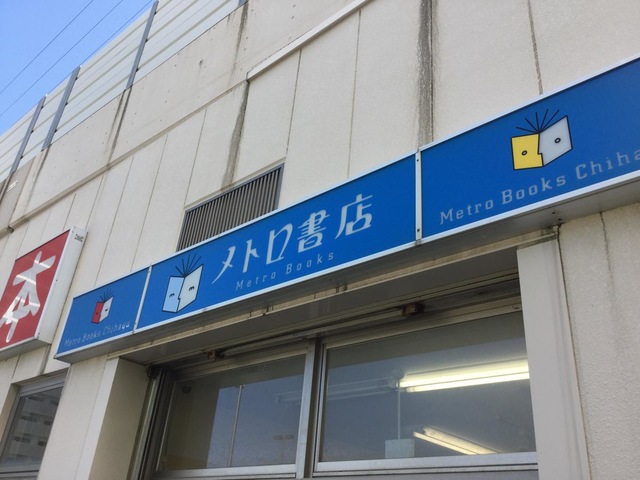 本
Metro Books Chihaya
メトロ書店
Metro Books
Metro Books Chiha